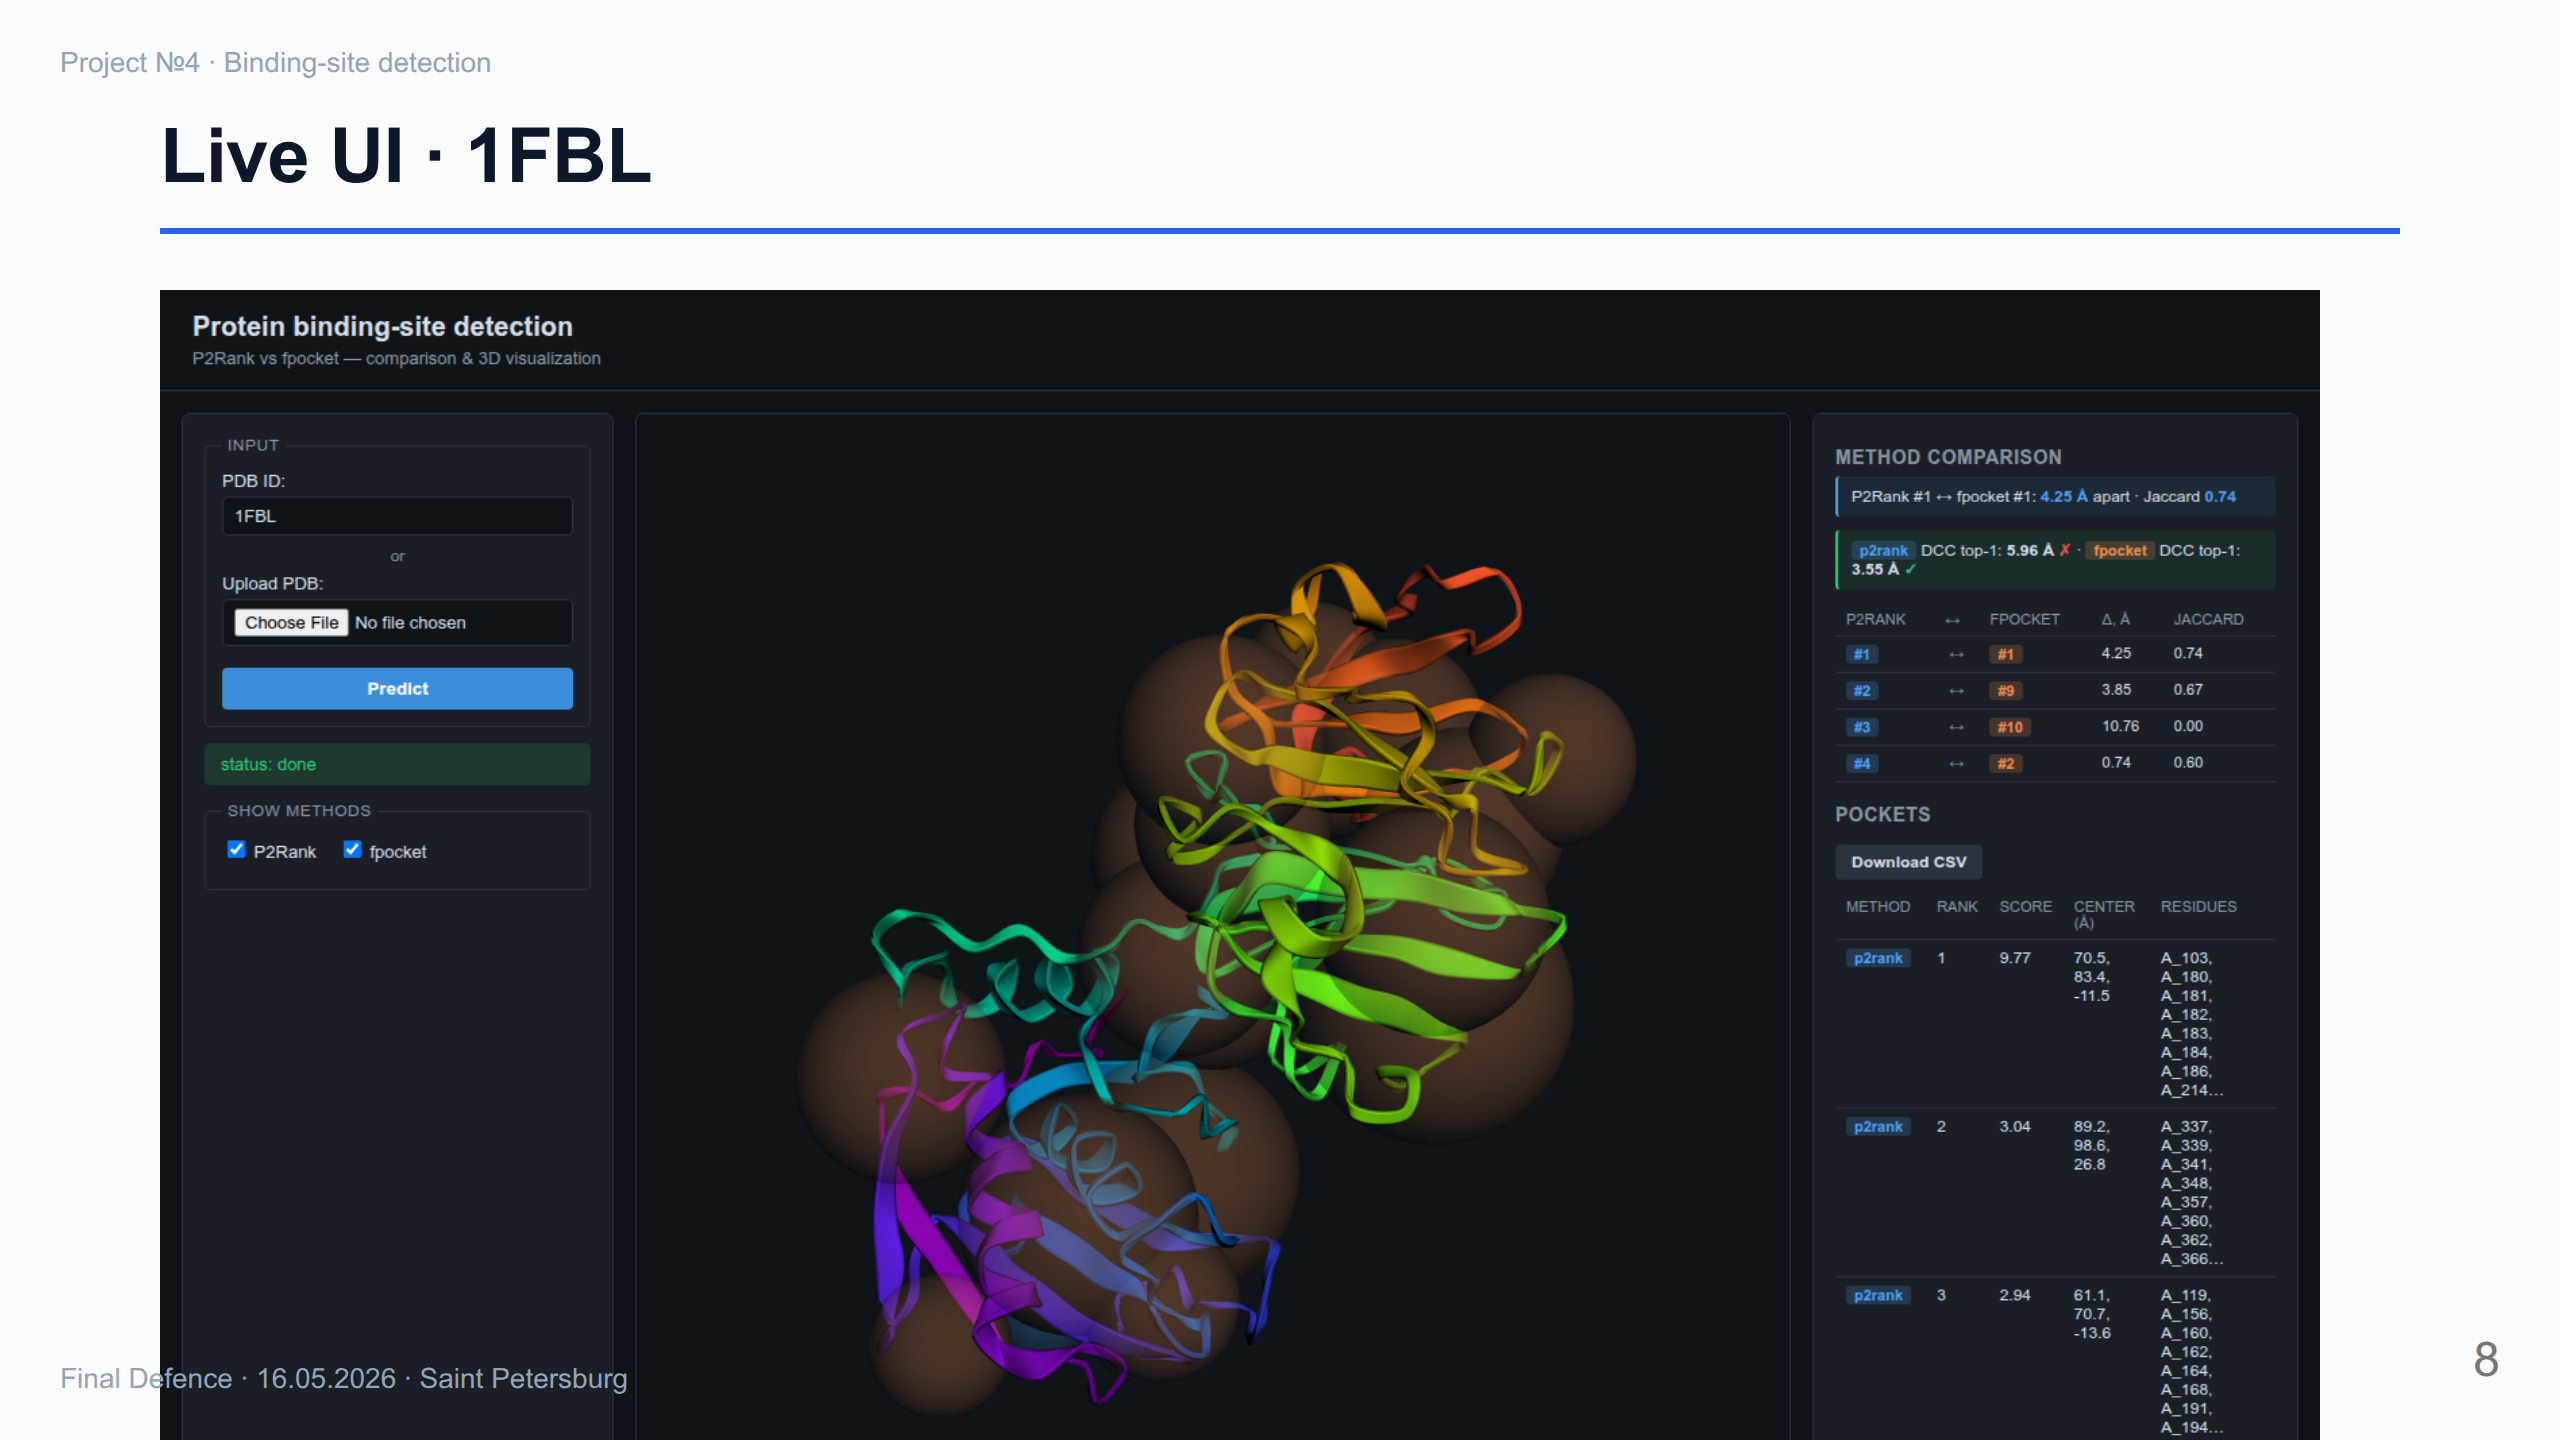 Project №4 · Binding-site detection
Live UI · 1FBL
Protein binding-site detection
P2Rank vs fpocket — comparison & 3D visualization
INPUT
PDB ID:
1FBL
or
Upload PDB:
Choose File No file chosen
Predict
status: done
SHOW METHODS
P2Rank fpocket
METHOD COMPARISON
P2Rank #1 ↔ fpocket #1: 4.25 Å apart · Jaccard 0.74
p2rank DCC top-1: 5.96 Å ✗ · fpocket DCC top-1:
3.55 Å ✓
P2RANK ↔ FPOCKET Δ, Å JACCARD
#1 ↔ #1 4.25 0.74
#2 ↔ #9 3.85 0.67
#3 ↔ #10 10.76 0.00
#4 ↔ #2 0.74 0.60
POCKETS
Download CSV
METHOD RANK SCORE CENTER RESIDUES
(Å)
p2rank 1 9.77 70.5, A_103,
83.4, A_180,
-11.5 A_181,
A_182,
A_183,
A_184,
A_186,
A_214...
p2rank 2 3.04 89.2, A_337,
98.6, A_339,
26.8 A_341,
A_348,
A_357,
A_360,
A_362,
A_366...
p2rank 3 2.94 61.1, A_119,
70.7, A_156,
-13.6 A_160,
A_162,
A_164,
A_168,
A_191,
A_194...
Final Defence · 16.05.2026 · Saint Petersburg
8